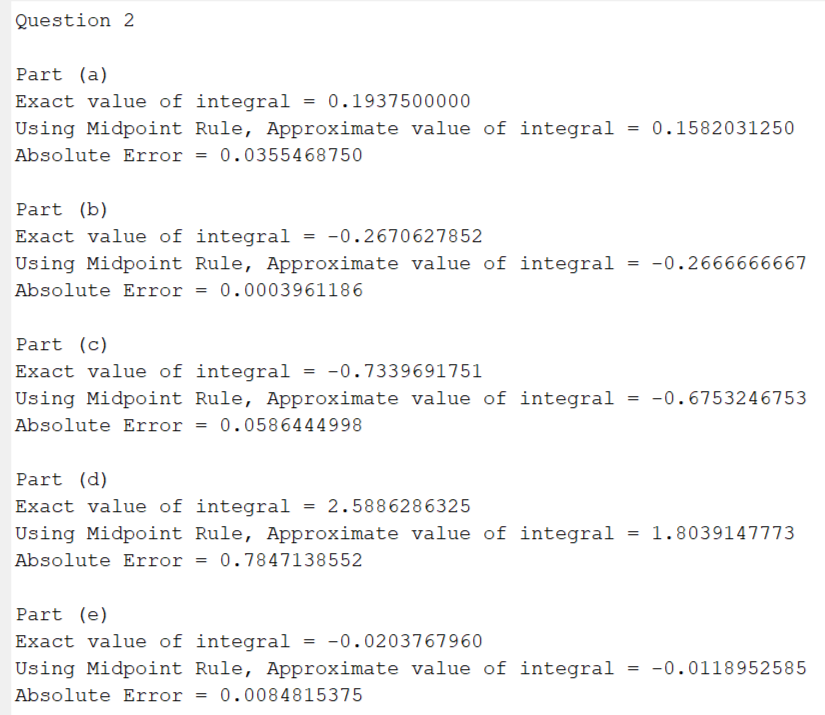 Question 2
Part (a)
Exact value of integral = 0.1937500000
Using Midpoint Rule, Approximate value of integral = 0.1582031250
Absolute Error = 0.0355468750
Part (b)
Exact value of integral = -0.2670627852
Using Midpoint Rule, Approximate value of integral = -0.2666666667
Absolute Error = 0.0003961186
Part (c)
Exact value of integral = -0.7339691751
Using Midpoint Rule, Approximate value of integral = -0.6753246753
Absolute Error = 0.0586444998
Part (d)
Exact value of integral = 2.5886286325
Using Midpoint Rule, Approximate value of integral = 1.8039147773
Absolute Error = 0.7847138552
Part (e)
Exact value of integral = -0.0203767960
Using Midpoint Rule, Approximate value of integral = -0.0118952585
Absolute Error = 0.0084815375